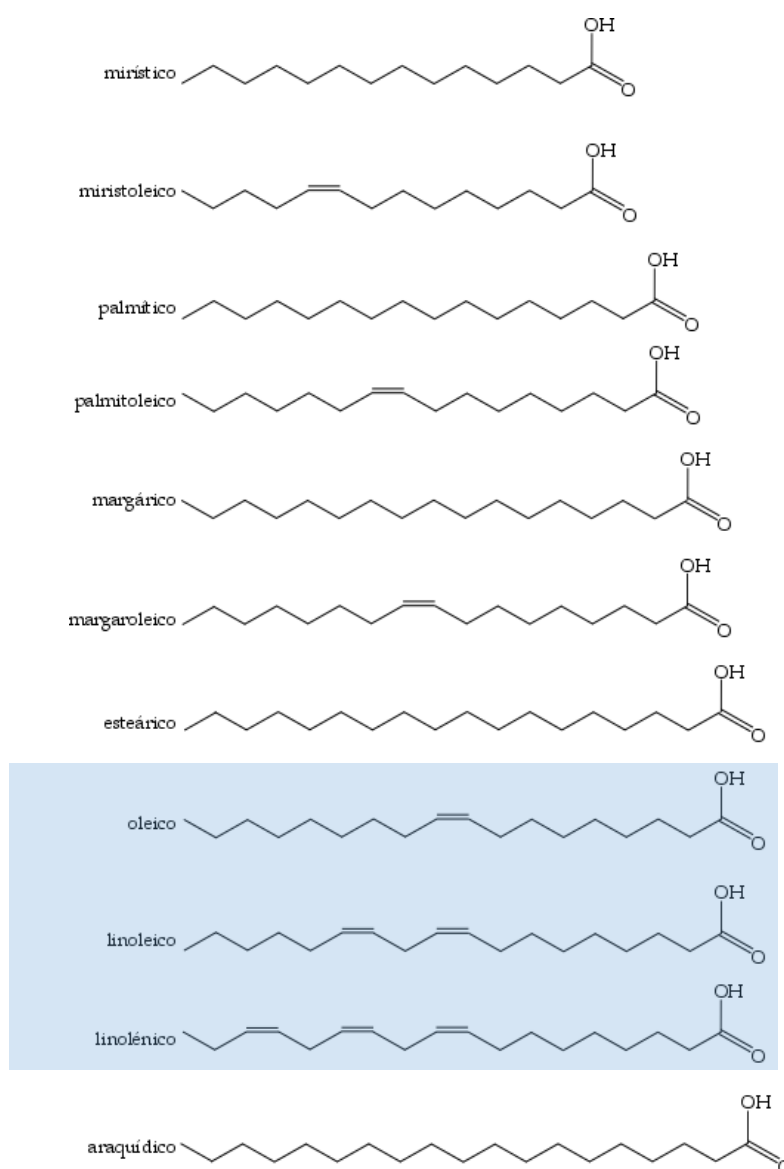 OH
mirístico
O
OH
miristoleico
O
OH
palmítico
O
OH
palmitoleico
O
OH
margárico
O
OH
margaroleico
O
OH
esteárico
O
OH
oleico
O
OH
linoleico
O
OH
linolénico
O
OH
araquídico
O